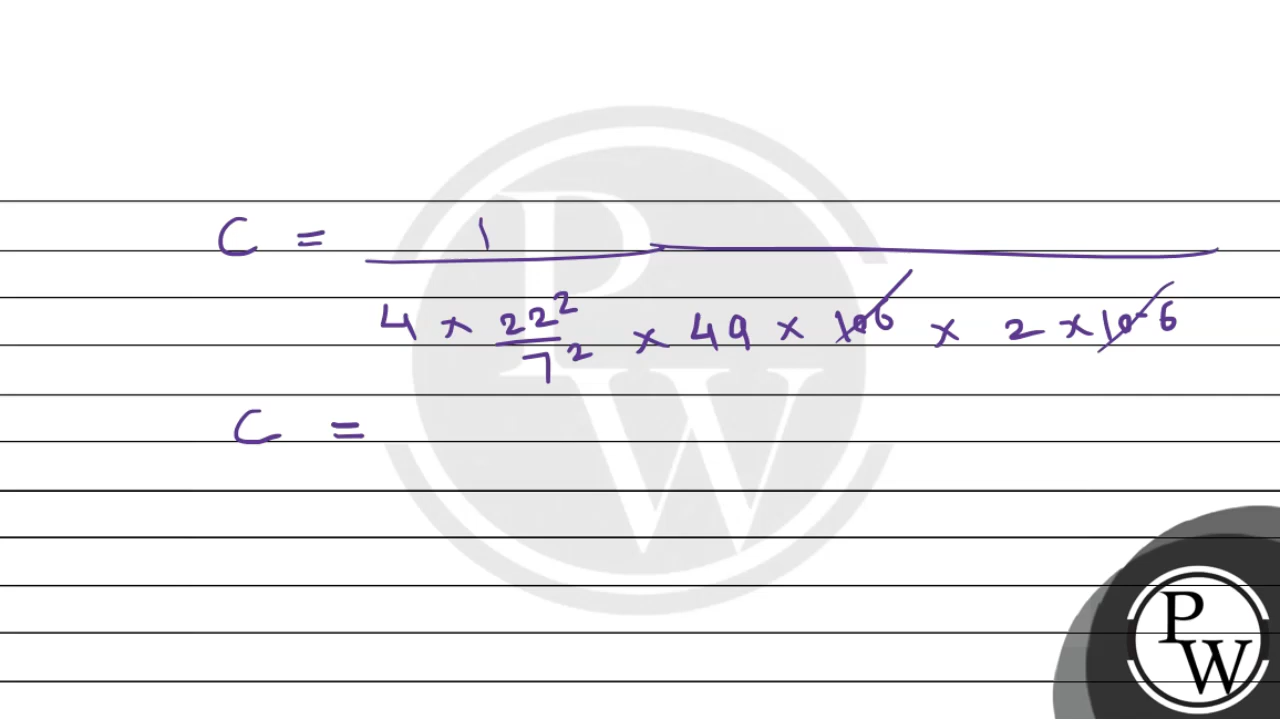 C = 1
4 × 22² × 49 × 10⁶ × 2 × 10⁻⁶
7²
C =
P
W
P
W